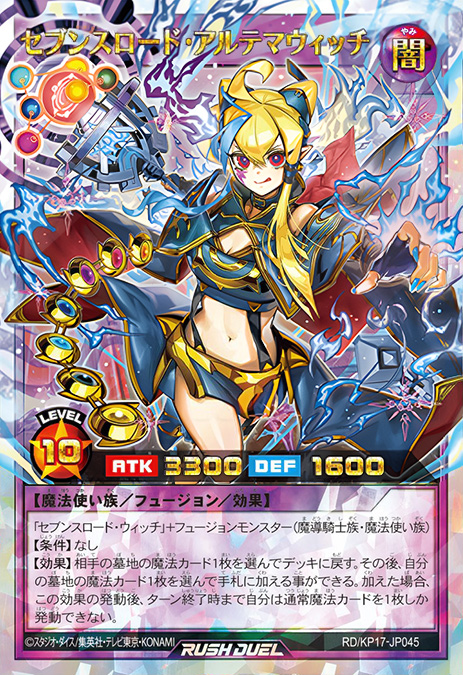 セブンスロード・アルテマウィッチ
やみ
闇
LEVEL
10
ATK 3300 DEF 1600
【魔法使い族／フュージョン／効果】
「セブンスロード・ウィッチ」+フュージョンモンスター(魔導騎士族・魔法使い族)
【条件】なし
【効果】相手の墓地の魔法カード1枚を選んでデッキに戻す。その後、自分
の墓地の魔法カード1枚を選んで手札に加える事ができる。加えた場合、
この効果の発動後、ターン終了時まで自分は通常魔法カードを1枚しか
発動できない。
©スタジオ・ダイス/集英社・テレビ東京・KONAMI
RUSH DUEL
RD/KP17-JP045